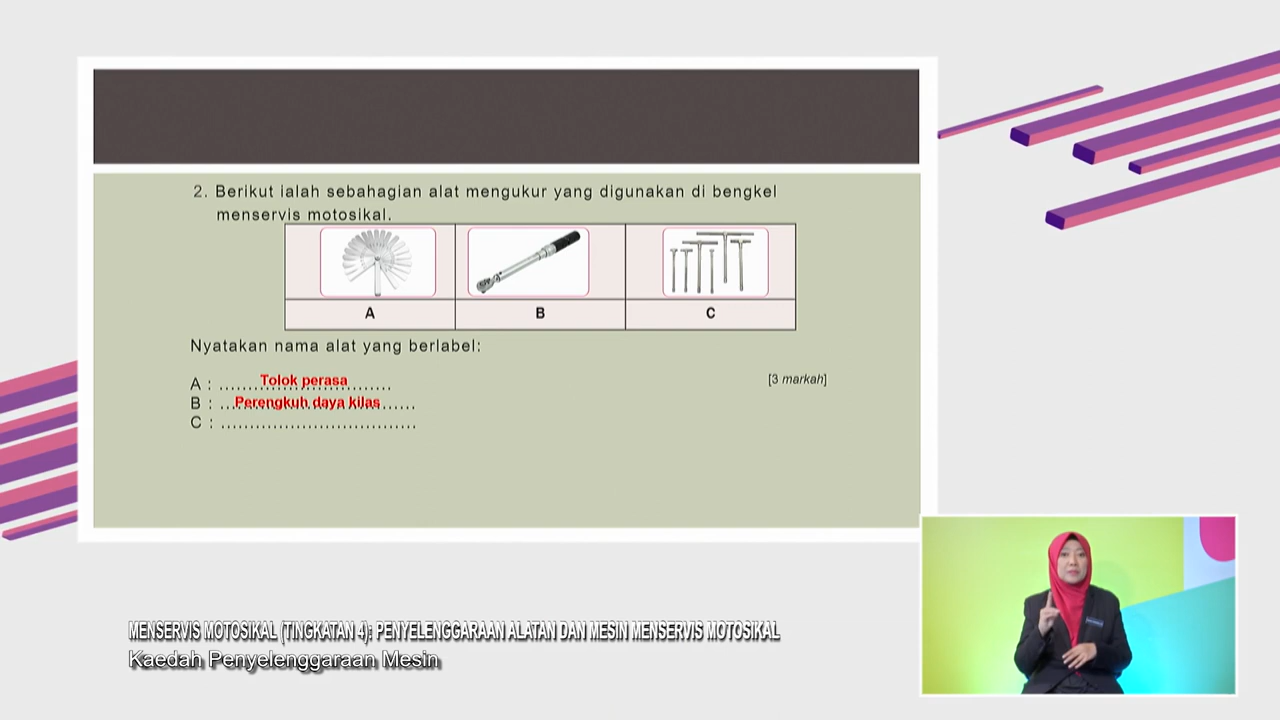 2. Berikut ialah sebahagian alat mengukur yang digunakan di bengkel
menservis motosikal.
A
B
C
Nyatakan nama alat yang berlabel:
[3 markah]
A : .....Tolok perasa.....
B : ..Perengkuh daya kilas......
C : ..................................
MENSERVIS MOTOSIKAL (TINGKATAN 4): PENYELENGGARAAN ALATAN DAN MESIN MENSERVIS MOTOSIKAL
Kaedah Penyelenggaraan Mesin